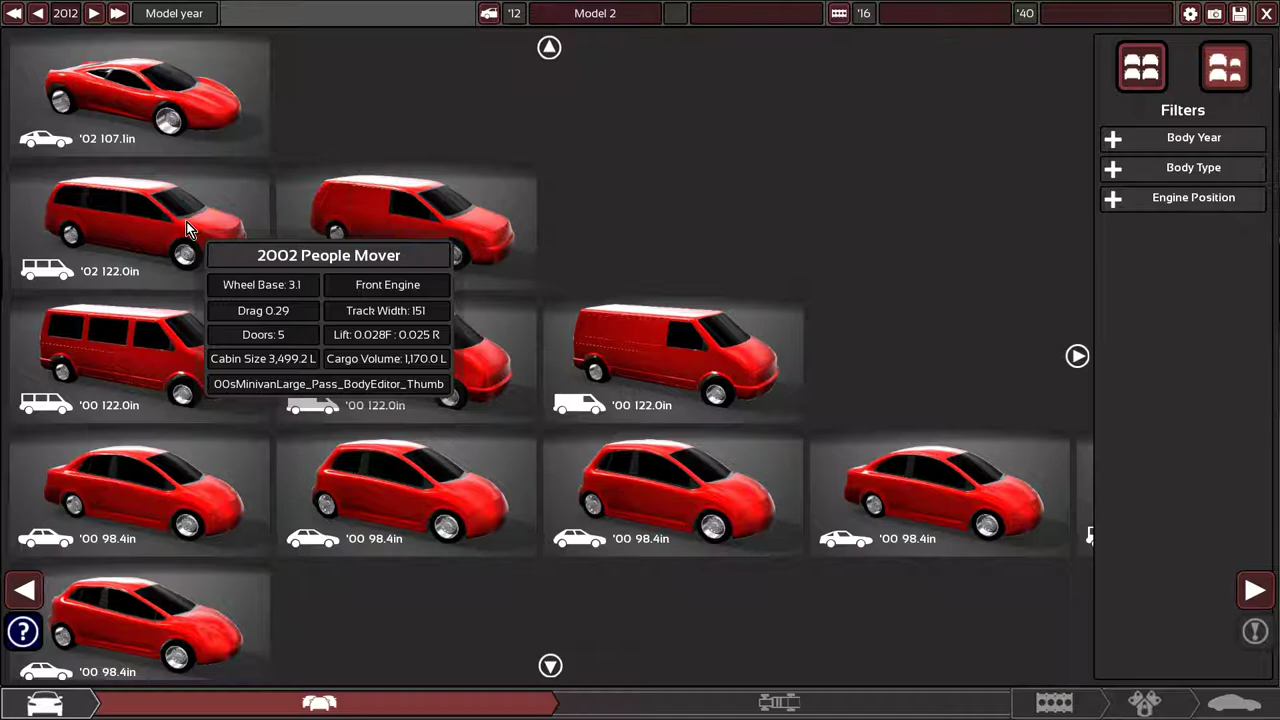 2012 Model year '12 Model 2 '16 '40
Filters
Body Year
Body Type
Engine Position
'02 107.1in
'02 122.0in
2002 People Mover
Wheel Base: 3.1 Front Engine
Drag 0.29 Track Width: 151
Doors: 5 Lift: 0.028F : 0.025 R
Cabin Size 3,499.2 L Cargo Volume: 1,170.0 L
00sMinivanLarge_Pass_BodyEditor_Thumb
'00 122.0in '00 122.0in '00 122.0in
'00 98.4in '00 98.4in '00 98.4in '00 98.4in
?
'00 98.4in